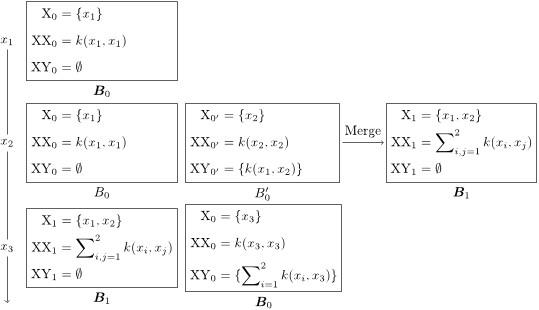 X₀ = {x₁}
x₁ XX₀ = k(x₁, x₁)
XY₀ = ∅
B₀
X₀ = {x₁} X₀′ = {x₂} Merge X₁ = {x₁, x₂}
x₂ XX₀ = k(x₁, x₁) XX₀′ = k(x₂, x₂) XX₁ = ∑²ᵢ,ⱼ₌₁ k(xᵢ, xⱼ)
XY₀ = ∅ XY₀′ = {k(x₁, x₂)} XY₁ = ∅
B₀ B′₀ B₁
X₁ = {x₁, x₂} X₀ = {x₃}
x₃ XX₁ = ∑²ᵢ,ⱼ₌₁ k(xᵢ, xⱼ) XX₀ = k(x₃, x₃)
XY₁ = ∅ XY₀ = {∑²ᵢ₌₁ k(xᵢ, x₃)}
B₁ B₀